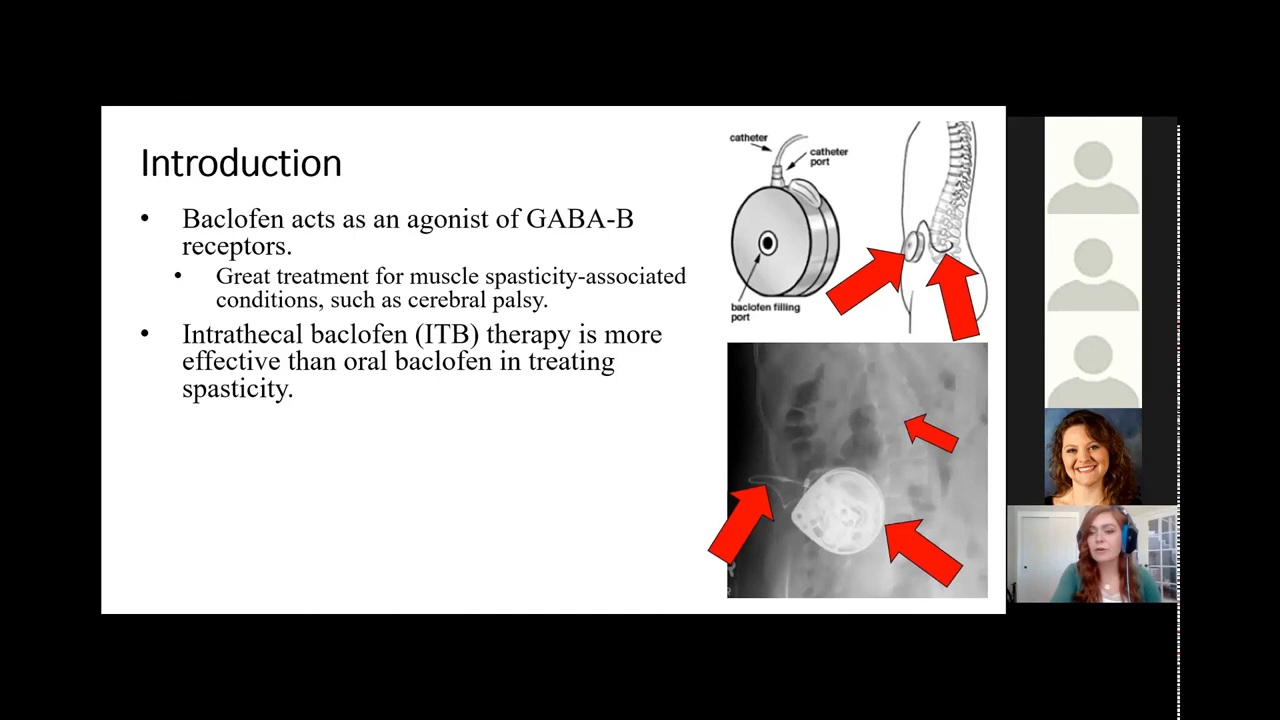 Introduction
• Baclofen acts as an agonist of GABA-B
receptors.
• Great treatment for muscle spasticity-associated
conditions, such as cerebral palsy.
• Intrathecal baclofen (ITB) therapy is more
effective than oral baclofen in treating
spasticity.
catheter
catheter
port
baclofen filling
port
R